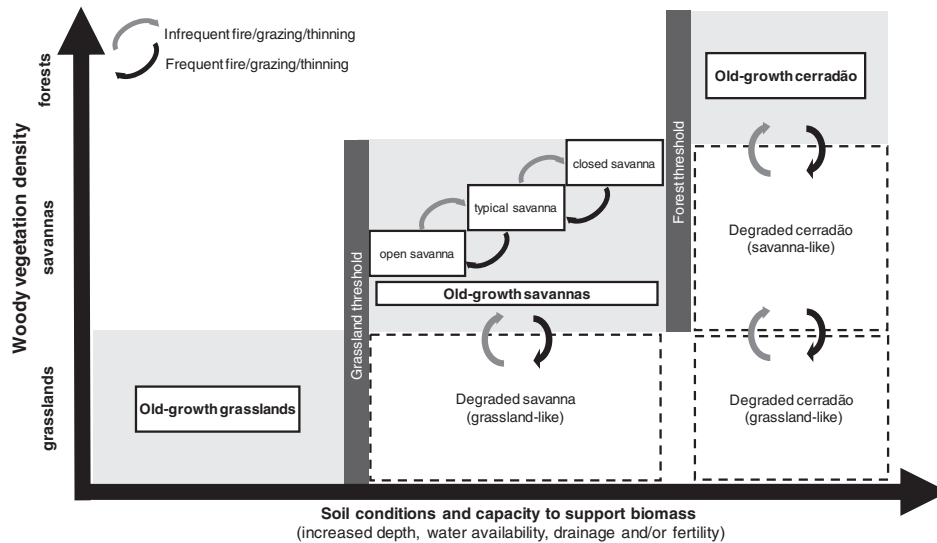 Infrequent fire/grazing/thinning
Frequent fire/grazing/thinning
Woody vegetation density
forests
savannas
grasslands
Old-growth cerradão
Forest threshold
closed savanna
typical savanna
open savanna
Degraded cerradão
(savanna-like)
Old-growth savannas
Grassland threshold
Old-growth grasslands
Degraded savanna
(grassland-like)
Degraded cerradão
(grassland-like)
Soil conditions and capacity to support biomass
(increased depth, water availability, drainage and/or fertility)